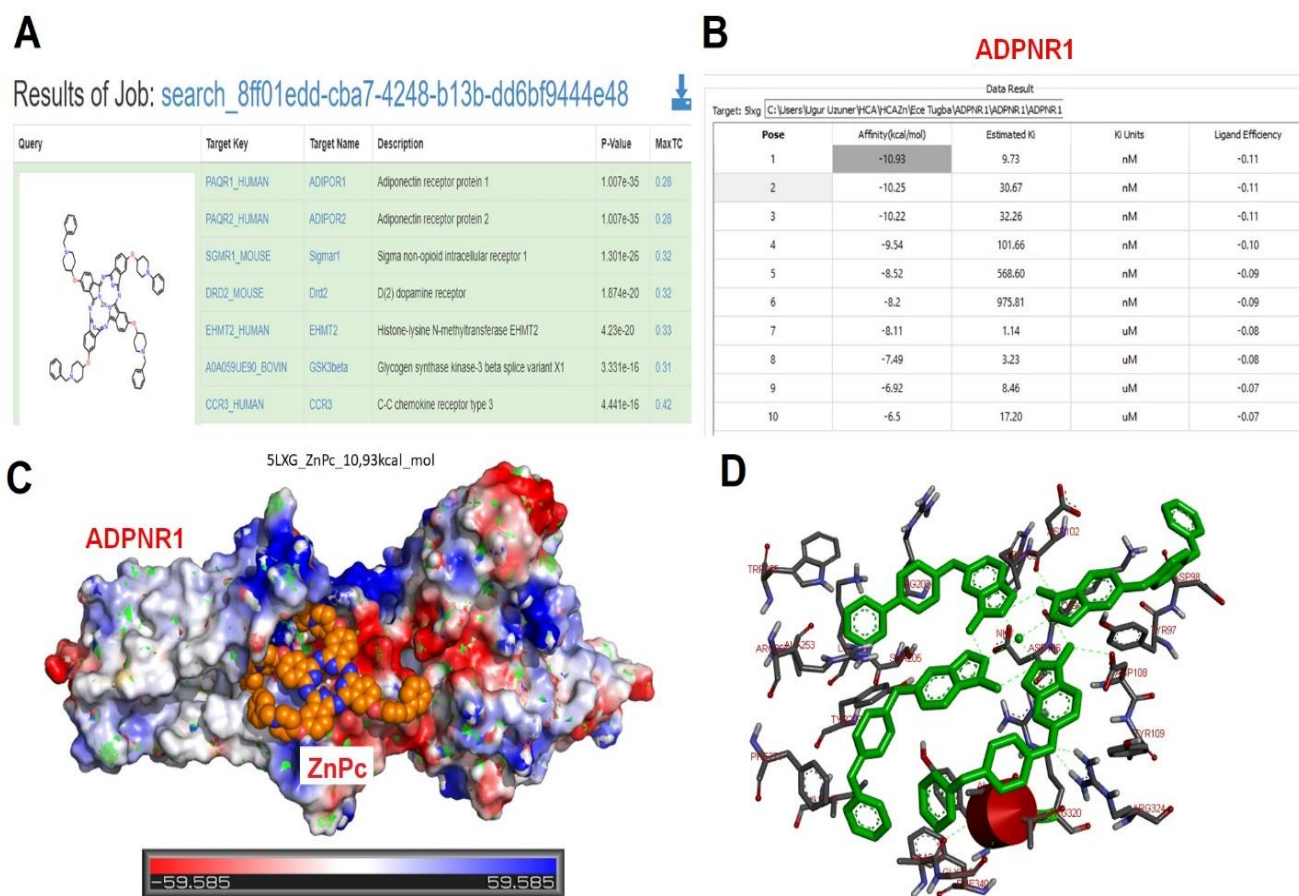 A
Results of Job: search_8ff01edd-cba7-4248-b13b-dd6bf9444e48
Query Target Key Target Name Description P-Value MaxTC
PAQR1_HUMAN ADIPOR1 Adiponectin receptor protein 1 1.007e-35 0.28
PAQR2_HUMAN ADIPOR2 Adiponectin receptor protein 2 1.007e-35 0.28
SGMR1_MOUSE Sigmar1 Sigma non-opioid intracellular receptor 1 1.301e-26 0.32
DRD2_MOUSE Drd2 D(2) dopamine receptor 1.874e-20 0.32
EHMT2_HUMAN EHMT2 Histone-lysine N-methyltransferase EHMT2 4.23e-20 0.33
A0A059UE90_BOVIN GSK3beta Glycogen synthase kinase-3 beta splice variant X1 3.331e-16 0.31
CCR3_HUMAN CCR3 C-C chemokine receptor type 3 4.441e-16 0.42
B
ADPNR1
Data Result
Target: 5lxg C:\Users\Ugur Uzuner\HCA\HCAZn\Ece Tugba\ADPNR1\ADPNR1\ADPNR1
Pose Affinity(kcal/mol) Estimated Ki Ki Units Ligand Efficiency
1 -10.93 9.73 nM -0.11
2 -10.25 30.67 nM -0.11
3 -10.22 32.26 nM -0.11
4 -9.54 101.66 nM -0.10
5 -8.52 568.60 nM -0.09
6 -8.2 975.81 nM -0.09
7 -8.11 1.14 uM -0.08
8 -7.49 3.23 uM -0.08
9 -6.92 8.46 uM -0.07
10 -6.5 17.20 uM -0.07
C
5LXG_ZnPc_10,93kcal_mol
ADPNR1
ZnPc
-59.585 59.585
D
ASP98
TYR97
TYR109
ARG324